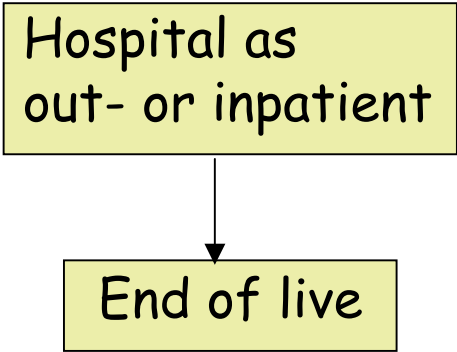 Hospital as
out- or inpatient
End of live